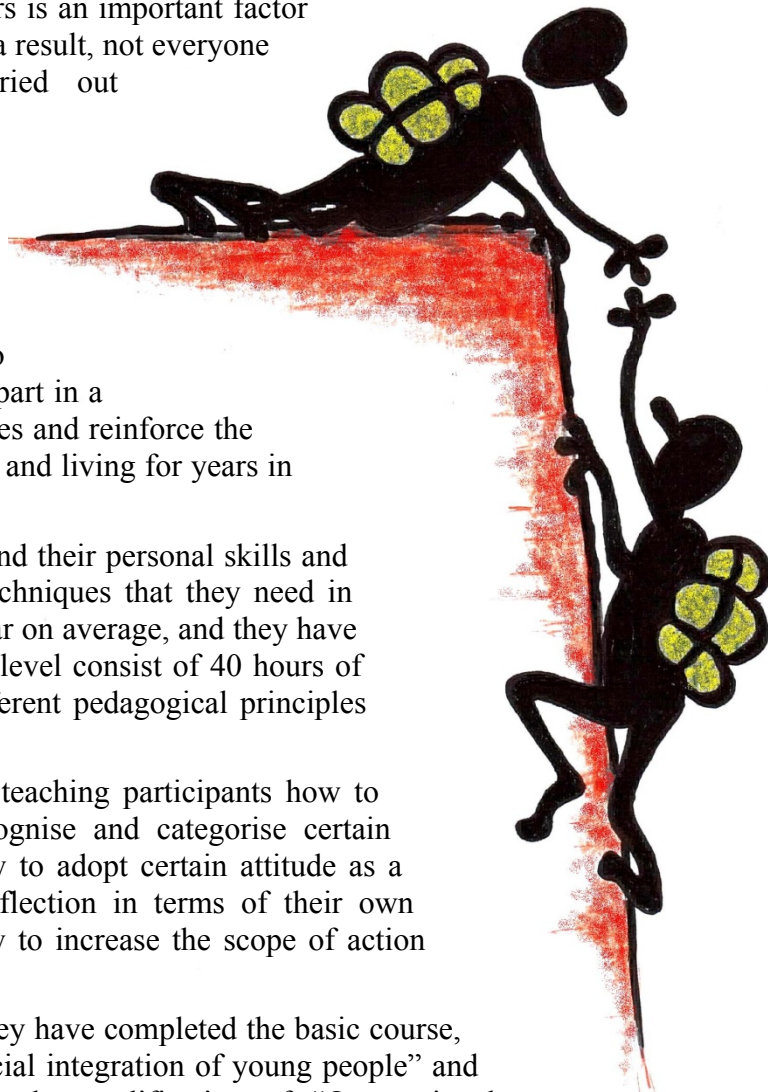 rs is an important factor
a result, not everyone
ried out
o
part in a
es and reinforce the
and living for years in
nd their personal skills and
chniques that they need in
ar on average, and they have
level consist of 40 hours of
ferent pedagogical principles
teaching participants how to
ognise and categorise certain
y to adopt certain attitude as a
flection in terms of their own
y to increase the scope of action
ey have completed the basic course,
cial integration of young people” and